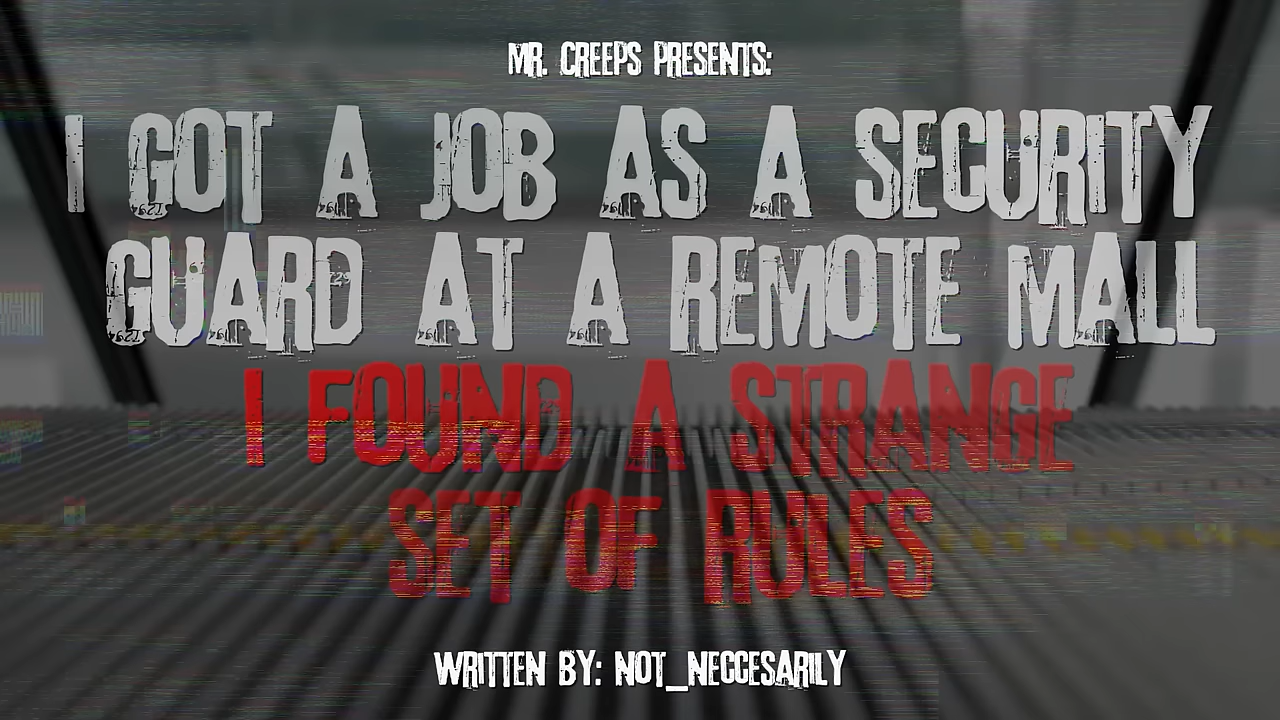 MR. CREEPS PRESENTS:
I GOT A JOB AS A SECURITY
GUARD AT A REMOTE MALL
I FOUND A STRANGE
SET OF RULES
WRITTEN BY: NOT_NECCESARILY